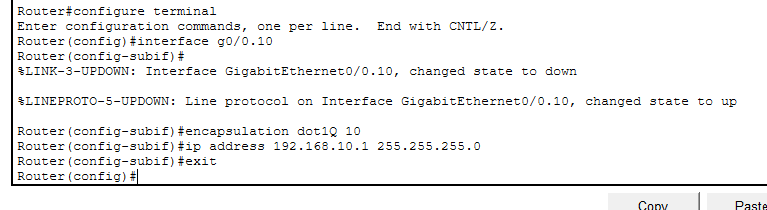 Router#configure terminal
Enter configuration commands, one per line.  End with CNTL/Z.
Router(config)#interface g0/0.10
Router(config-subif)#
%LINK-3-UPDOWN: Interface GigabitEthernet0/0.10, changed state to down
%LINEPROTO-5-UPDOWN: Line protocol on Interface GigabitEthernet0/0.10, changed state to up
Router(config-subif)#encapsulation dot1Q 10
Router(config-subif)#ip address 192.168.10.1 255.255.255.0
Router(config-subif)#exit
Router(config)#
Copy Paste